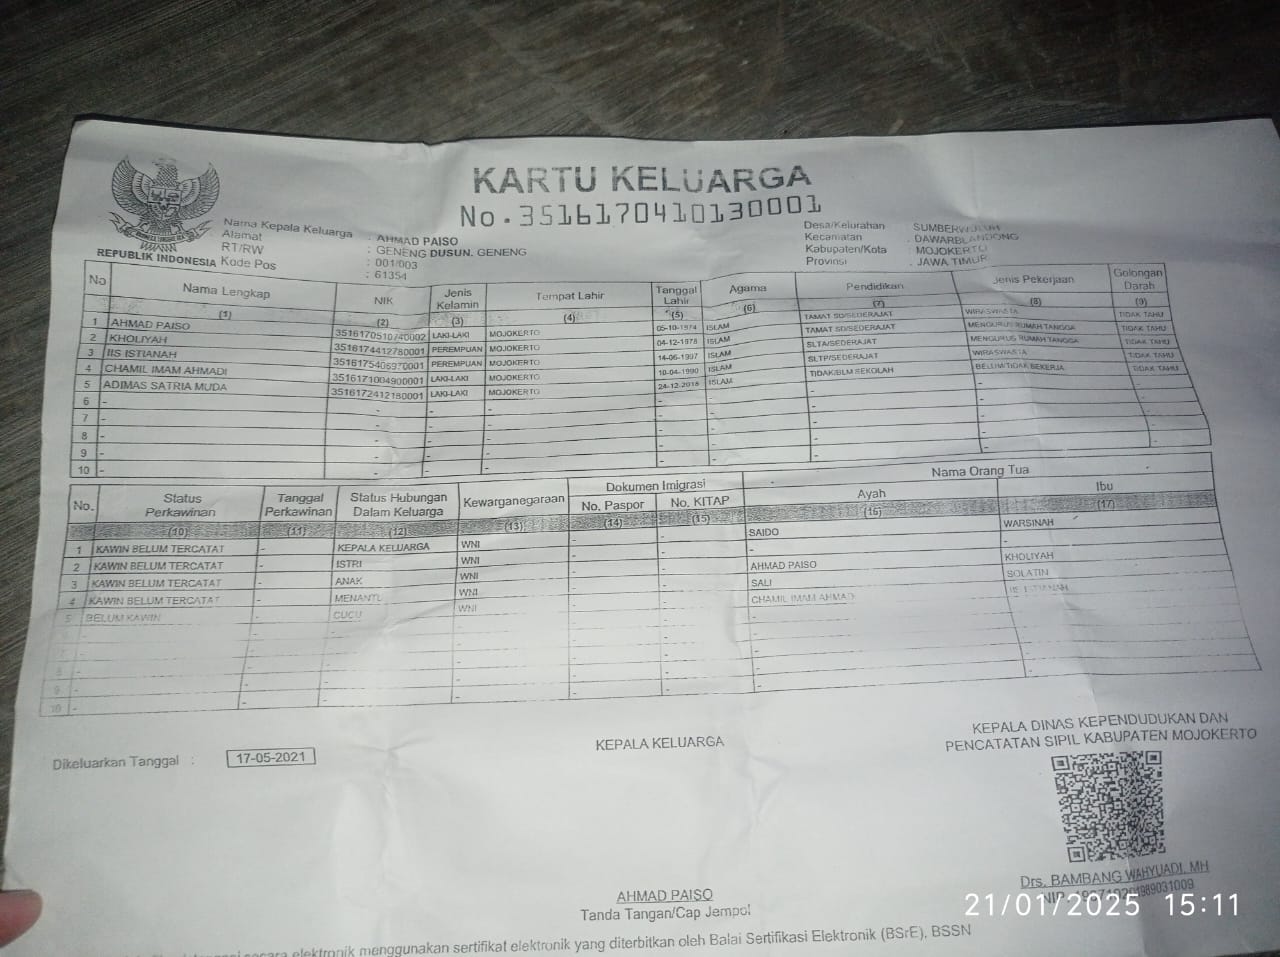 KARTU KELUARGA
No. 3516170410130001
REPUBLIK INDONESIA
Nama Kepala Keluarga : AHMAD PAISO
Alamat : GENENG DUSUN. GENENG
RT/RW : 001/003
Kode Pos : 61354
Desa/Kelurahan
Kecamatan : DAWARBLANDONG
Kabupaten/Kota : MOJOKERTO
Provinsi : JAWA TIMUR
No Nama Lengkap NIK Jenis Kelamin Tempat Lahir Tanggal Lahir Agama Pendidikan Jenis Pekerjaan Golongan Darah
(1) (2) (3) (4) (5) (6) (7) (8) (9)
1 AHMAD PAISO 3516170510740002 LAKI-LAKI MOJOKERTO 05-10-1974 ISLAM TAMAT SD/SEDERAJAT WIRASWASTA TIDAK TAHU
2 KHOLIYAH 3516174412780001 PEREMPUAN MOJOKERTO 04-12-1978 ISLAM TAMAT SD/SEDERAJAT MENGURUS RUMAH TANGGA TIDAK TAHU
3 IIS ISTIANAH PEREMPUAN MOJOKERTO 14-06-1997 ISLAM SLTA/SEDERAJAT MENGURUS RUMAH TANGGA TIDAK TAHU
4 CHAMIL IMAM AHMADI 3516171004900001 LAKI-LAKI MOJOKERTO 10-04-1990 ISLAM SLTP/SEDERAJAT WIRASWASTA TIDAK TAHU
5 ADIMAS SATRIA MUDA 3516172412180001 LAKI-LAKI MOJOKERTO 24-12-2018 ISLAM TIDAK/BLM SEKOLAH BELUM/TIDAK BEKERJA TIDAK TAHU
6 - - - - - - - - -
7 - - - - - - - - -
8 - - - - - - - - -
9 - - - - - - - - -
10 - - - - - - - - -
No. Status Perkawinan Tanggal Perkawinan Status Hubungan Dalam Keluarga Kewarganegaraan Dokumen Imigrasi Nama Orang Tua
No. Paspor No. KITAP Ayah Ibu
(10) (11) (12) (13) (14) (15) (16) (17)
1 KAWIN BELUM TERCATAT - KEPALA KELUARGA WNI - - SAIDO WARSINAH
2 KAWIN BELUM TERCATAT - ISTRI WNI - - - -
3 KAWIN BELUM TERCATAT - ANAK WNI - - AHMAD PAISO KHOLIYAH
4 KAWIN BELUM TERCATAT - MENANTU WNI - - SALI SOLATIN
5 BELUM KAWIN - CUCU WNI - - CHAMIL IMAM AHMADI IIS ISTIANAH
6 - - - - - - - -
7 - - - - - - - -
8 - - - - - - - -
9 - - - - - - - -
10 - - - - - - - -
Dikeluarkan Tanggal : 17-05-2021
KEPALA KELUARGA
AHMAD PAISO
Tanda Tangan/Cap Jempol
KEPALA DINAS KEPENDUDUKAN DAN
PENCATATAN SIPIL KABUPATEN MOJOKERTO
Drs. BAMBANG WAHYUADI, MH
NIP.
21/01/2025 15:11
secara elektronik menggunakan sertifikat elektronik yang diterbitkan oleh Balai Sertifikasi Elektronik (BSrE), BSSN